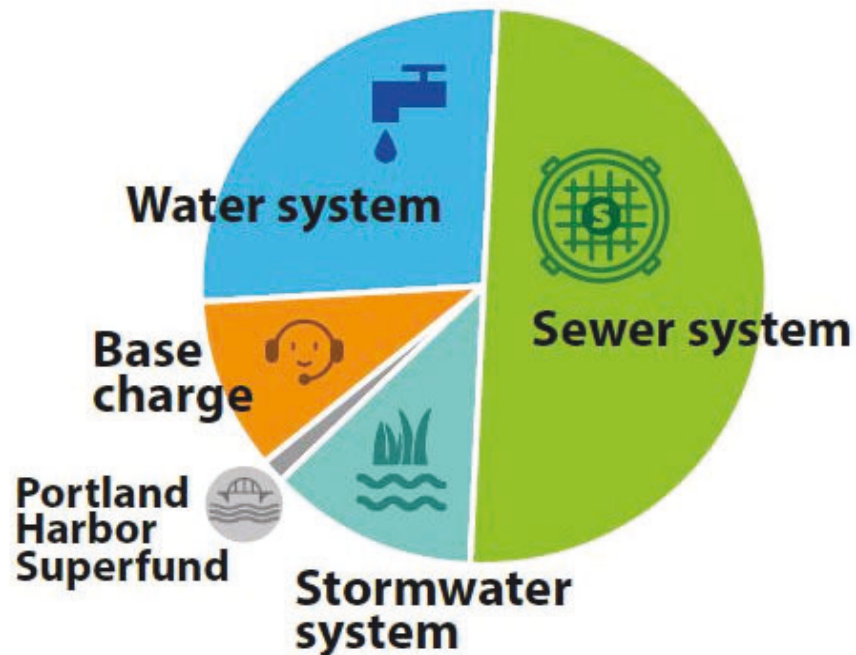 Water system
S
Sewer system
Base
charge
Portland
Harbor
Superfund
Stormwater
system